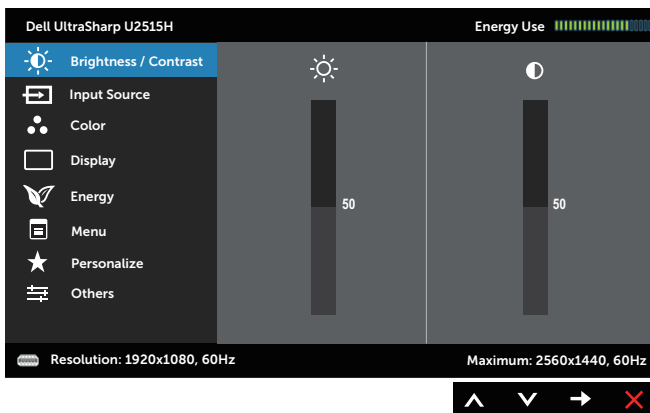 Dell UltraSharp U2515H
Energy Use
Brightness / Contrast
Input Source
Color
Display
Energy
Menu
Personalize
Others
50
50
Resolution: 1920x1080, 60Hz
Maximum: 2560x1440, 60Hz